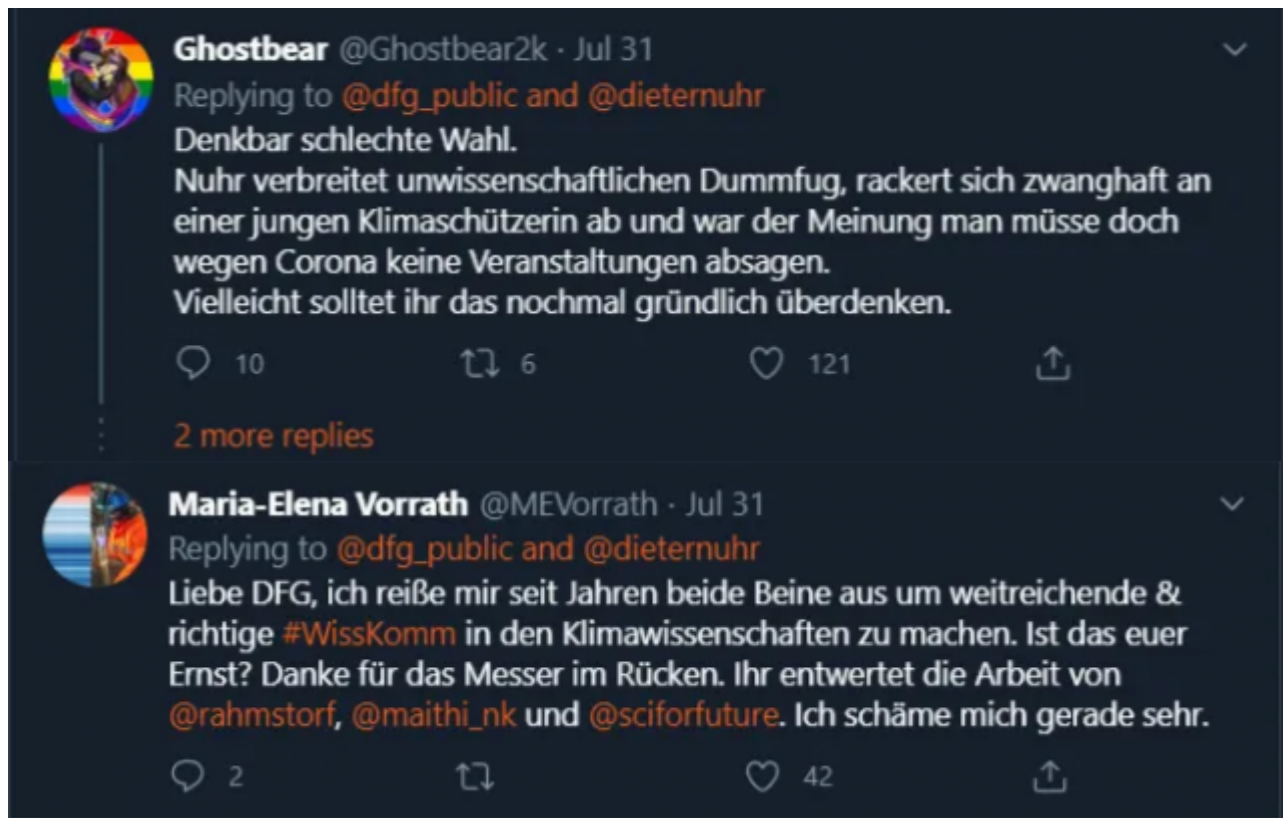 Ghostbear @Ghostbear2k · Jul 31
Replying to @dfg_public and @dieternuhr
Denkbar schlechte Wahl.
Nuhr verbreitet unwissenschaftlichen Dummfug, rackert sich zwanghaft an
einer jungen Klimaschützerin ab und war der Meinung man müsse doch
wegen Corona keine Veranstaltungen absagen.
Vielleicht solltet ihr das nochmal gründlich überdenken.
10 6 121
2 more replies
Maria-Elena Vorrath @MEVorrath · Jul 31
Replying to @dfg_public and @dieternuhr
Liebe DFG, ich reiße mir seit Jahren beide Beine aus um weitreichende &
richtige #WissKomm in den Klimawissenschaften zu machen. Ist das euer
Ernst? Danke für das Messer im Rücken. Ihr entwertet die Arbeit von
@rahmstorf, @maithi_nk und @sciforfuture. Ich schäme mich gerade sehr.
2 42